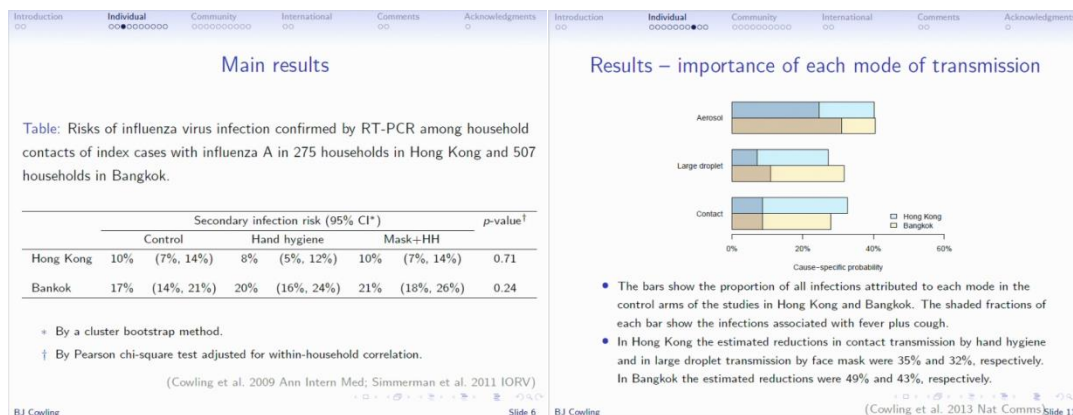 Introduction Individual Community International Comments Acknowledgments
Main results
Table: Risks of influenza virus infection confirmed by RT-PCR among household
contacts of index cases with influenza A in 275 households in Hong Kong and 507
households in Bangkok.
Secondary infection risk (95% CI*) p-value†
Control Hand hygiene Mask+HH
Hong Kong 10% (7%, 14%) 8% (5%, 12%) 10% (7%, 14%) 0.71
Bankok 17% (14%, 21%) 20% (16%, 24%) 21% (18%, 26%) 0.24
* By a cluster bootstrap method.
† By Pearson chi-square test adjusted for within-household correlation.
(Cowling et al. 2009 Ann Intern Med; Simmerman et al. 2011 IORV)
BJ Cowling Slide 6
Introduction Individual Community International Comments Acknowledgments
Results – importance of each mode of transmission
Aerosol
Large droplet
Contact
Hong Kong
Bangkok
0% 20% 40% 60%
Cause-specific probability
• The bars show the proportion of all infections attributed to each mode in the
control arms of the studies in Hong Kong and Bangkok. The shaded fractions of
each bar show the infections associated with fever plus cough.
• In Hong Kong the estimated reductions in contact transmission by hand hygiene
and in large droplet transmission by face mask were 35% and 32%, respectively.
In Bangkok the estimated reductions were 49% and 43%, respectively.
(Cowling et al. 2013 Nat Comms)
BJ Cowling Slide 1